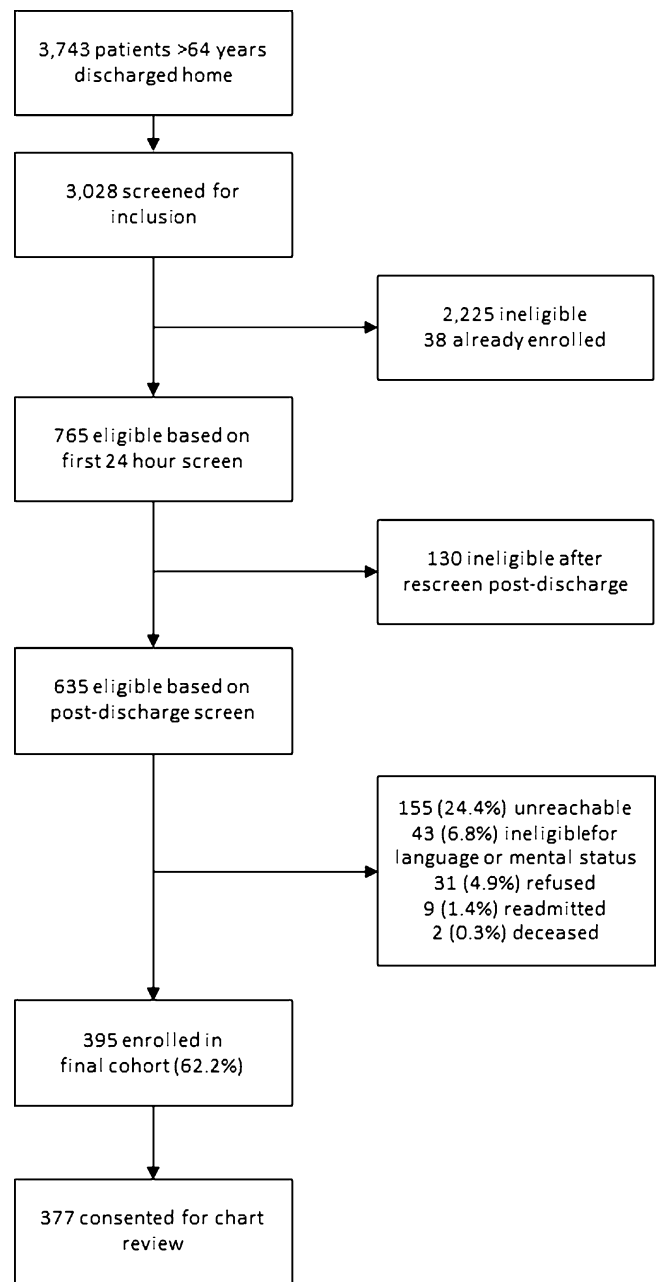 3,743 patients >64 years
discharged home
3,028 screened for
inclusion
2,225 ineligible
38 already enrolled
765 eligible based on
first 24 hour screen
130 ineligible after
rescreen post-discharge
635 eligible based on
post-discharge screen
155 (24.4%) unreachable
43 (6.8%) ineligiblefor
language or mental status
31 (4.9%) refused
9 (1.4%) readmitted
2 (0.3%) deceased
395 enrolled in
final cohort (62.2%)
377 consented for chart
review